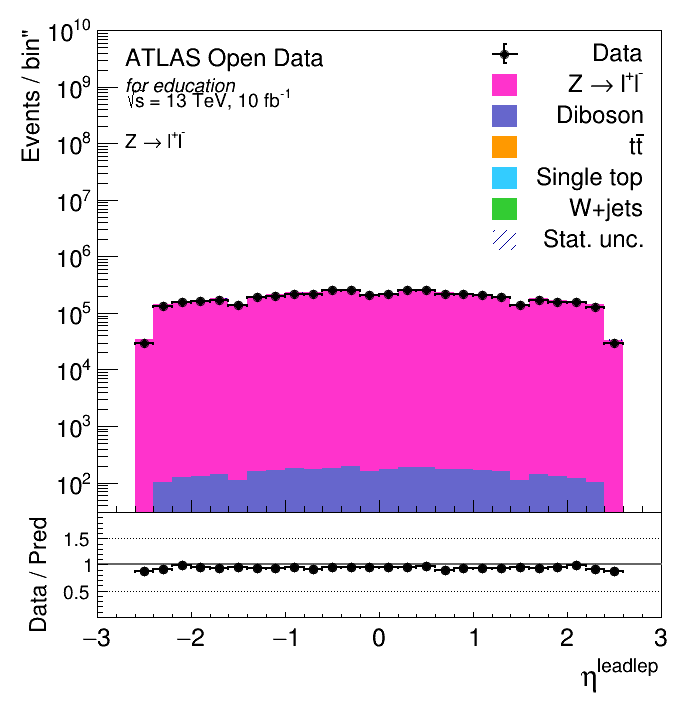 Events / bin"
10¹⁰
10⁹
10⁸
10⁷
10⁶
10⁵
10⁴
10³
10²
ATLAS Open Data
for education
√s = 13 TeV, 10 fb⁻¹
Z → l⁺l⁻
Data
Z → l⁺l⁻
Diboson
tt̄
Single top
W+jets
Stat. unc.
Data / Pred
1.5
1
0.5
−3 −2 −1 0 1 2 3
η^leadlep